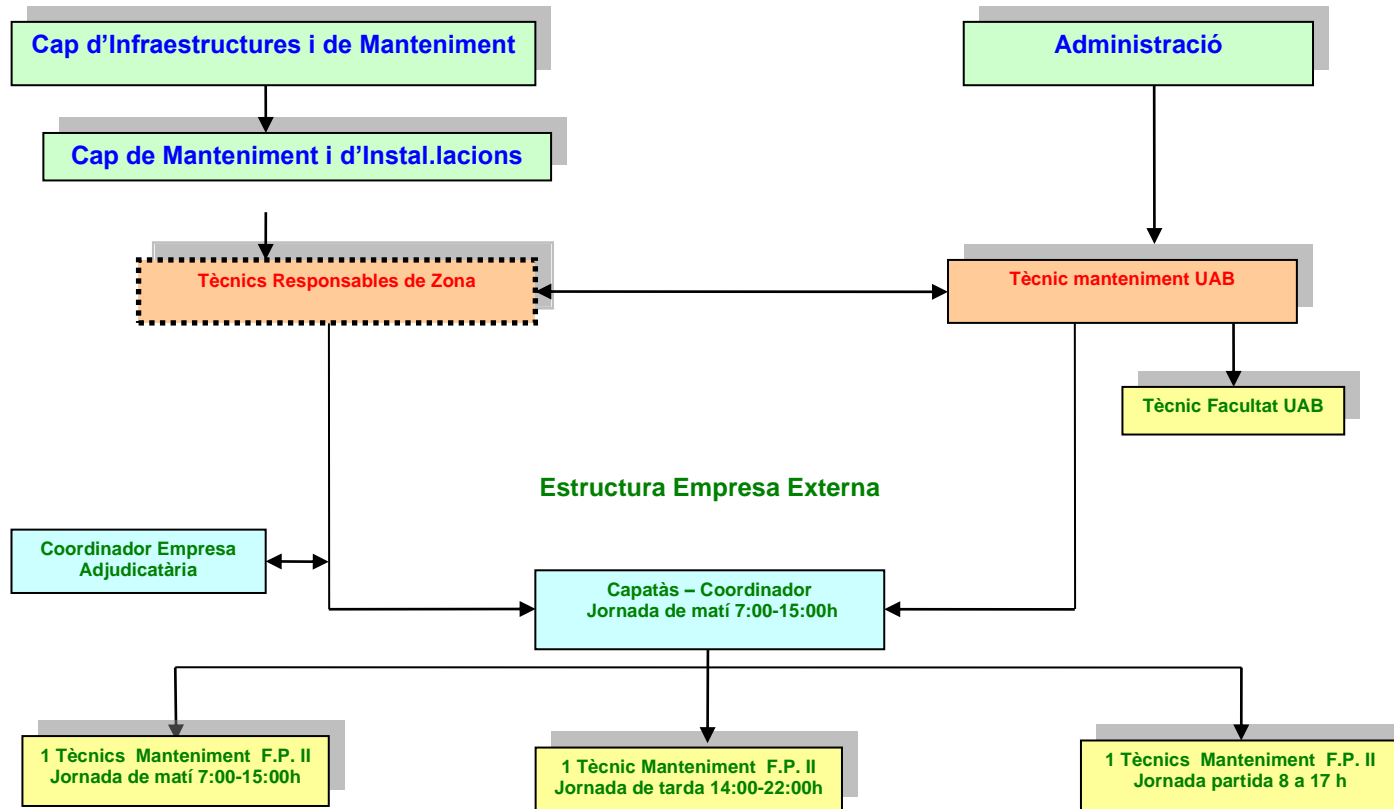 Cap d’Infraestructures i de Manteniment
Administració
Cap de Manteniment i d’Instal.lacions
Tècnics Responsables de Zona
Tècnic manteniment UAB
Tècnic Facultat UAB
Estructura Empresa Externa
Coordinador Empresa
Adjudicatària
Capatàs – Coordinador
Jornada de matí 7:00-15:00h
1 Tècnics Manteniment F.P. II
Jornada de matí 7:00-15:00h
1 Tècnic Manteniment F.P. II
Jornada de tarda 14:00-22:00h
1 Tècnics Manteniment F.P. II
Jornada partida 8 a 17 h